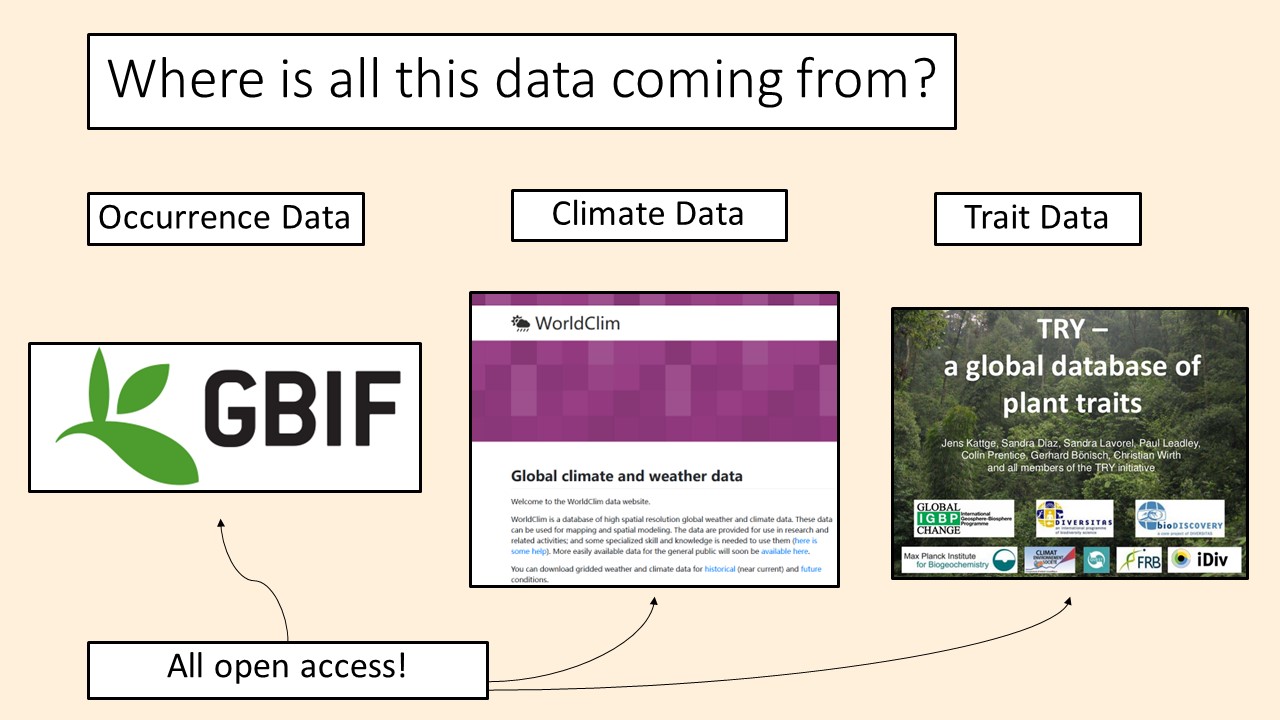 Where is all this data coming from?
Occurrence Data
Climate Data
Trait Data
GBIF
WorldClim
Global climate and weather data
Welcome to the WorldClim data website.
WorldClim is a database of high spatial resolution global weather and climate data. These data
can be used for mapping and spatial modeling. The data are provided for use in research and
related activities; and some specialized skill and knowledge is needed to use them (here is
some help). More easily available data for the general public will soon be available here.
You can download gridded weather and climate data for historical (near current) and future
conditions.
TRY –
a global database of
plant traits
Jens Kattge, Sandra Díaz, Sandra Lavorel, Paul Leadley,
Colin Prentice, Gerhard Bönisch, Christian Wirth
and all members of the TRY initiative
GLOBAL
IGBP
CHANGE
International
Geosphere-Biosphere
Programme
DIVERSITAS
an international programme
of biodiversity science
bioDISCOVERY
a core project of DIVERSITAS
Max Planck Institute
for Biogeochemistry
CLIMAT
ENVIRONNEMENT
SOCIETE
FRB
iDiv
All open access!